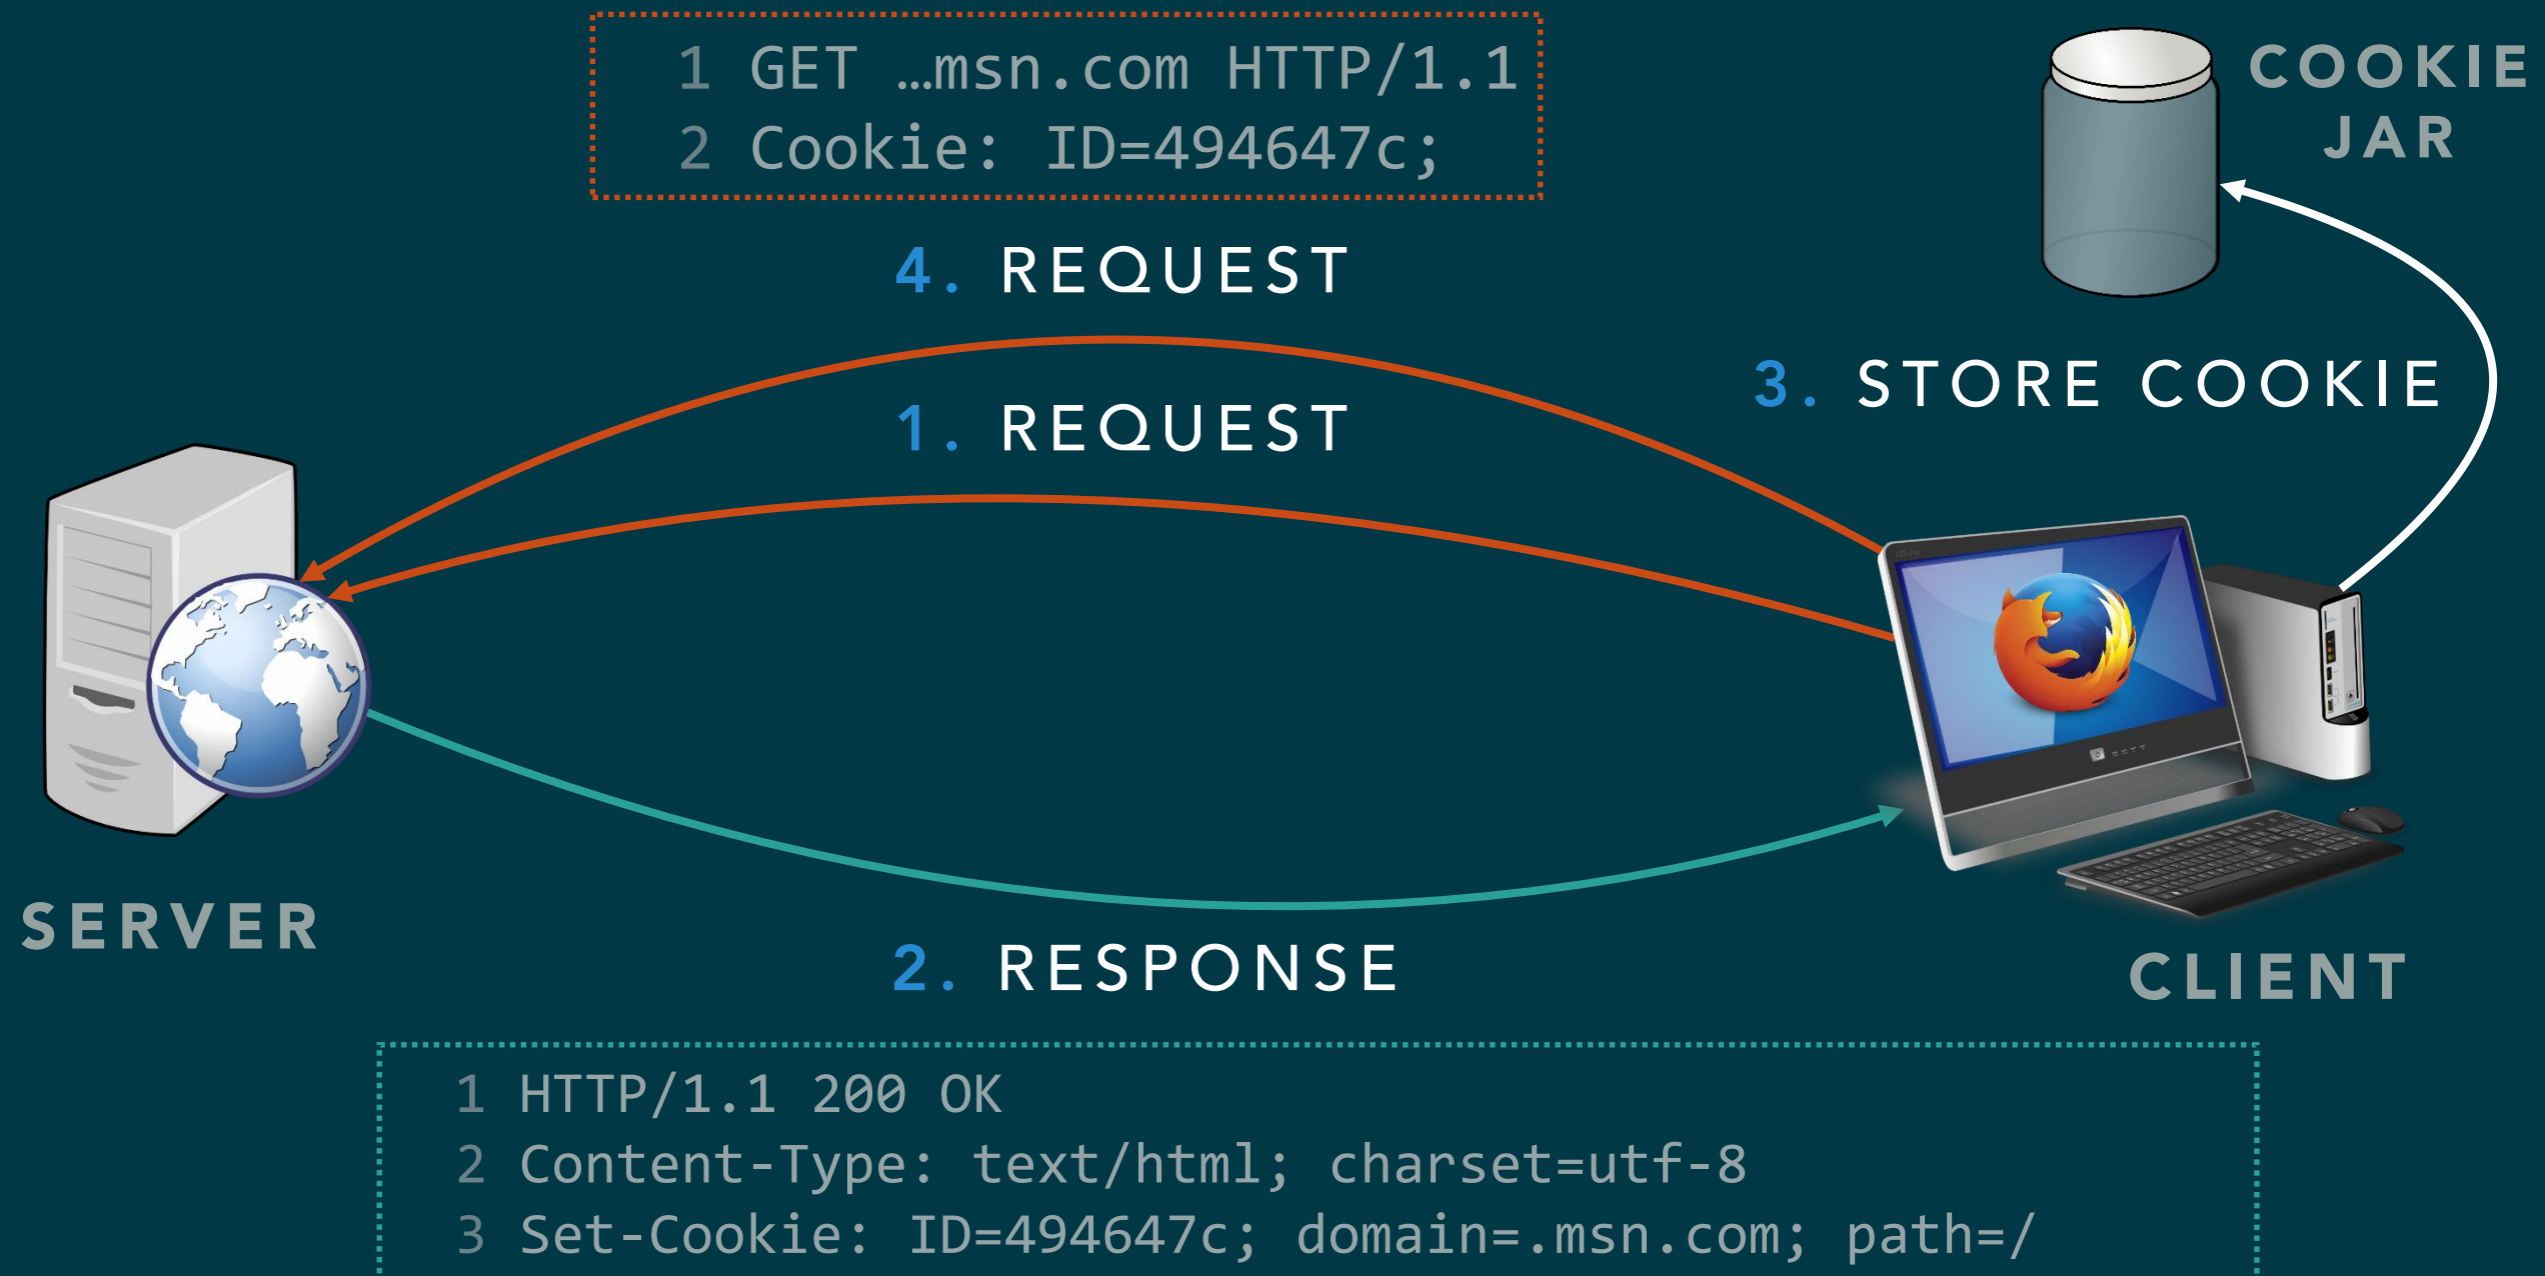 1 GET …msn.com HTTP/1.1
2 Cookie: ID=494647c;
COOKIE
JAR
4. REQUEST
3. STORE COOKIE
1. REQUEST
SERVER
2. RESPONSE
CLIENT
1 HTTP/1.1 200 OK
2 Content-Type: text/html; charset=utf-8
3 Set-Cookie: ID=494647c; domain=.msn.com; path=/